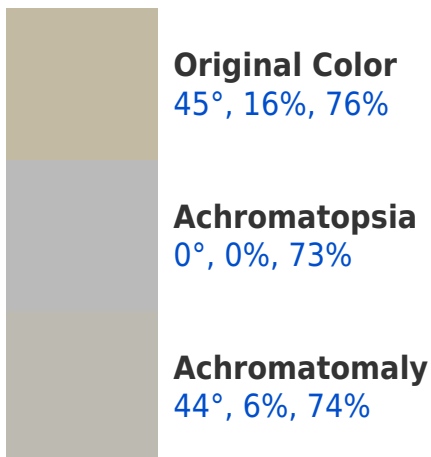 Original Color
45°, 16%, 76%
Achromatopsia
0°, 0%, 73%
Achromatomaly
44°, 6%, 74%